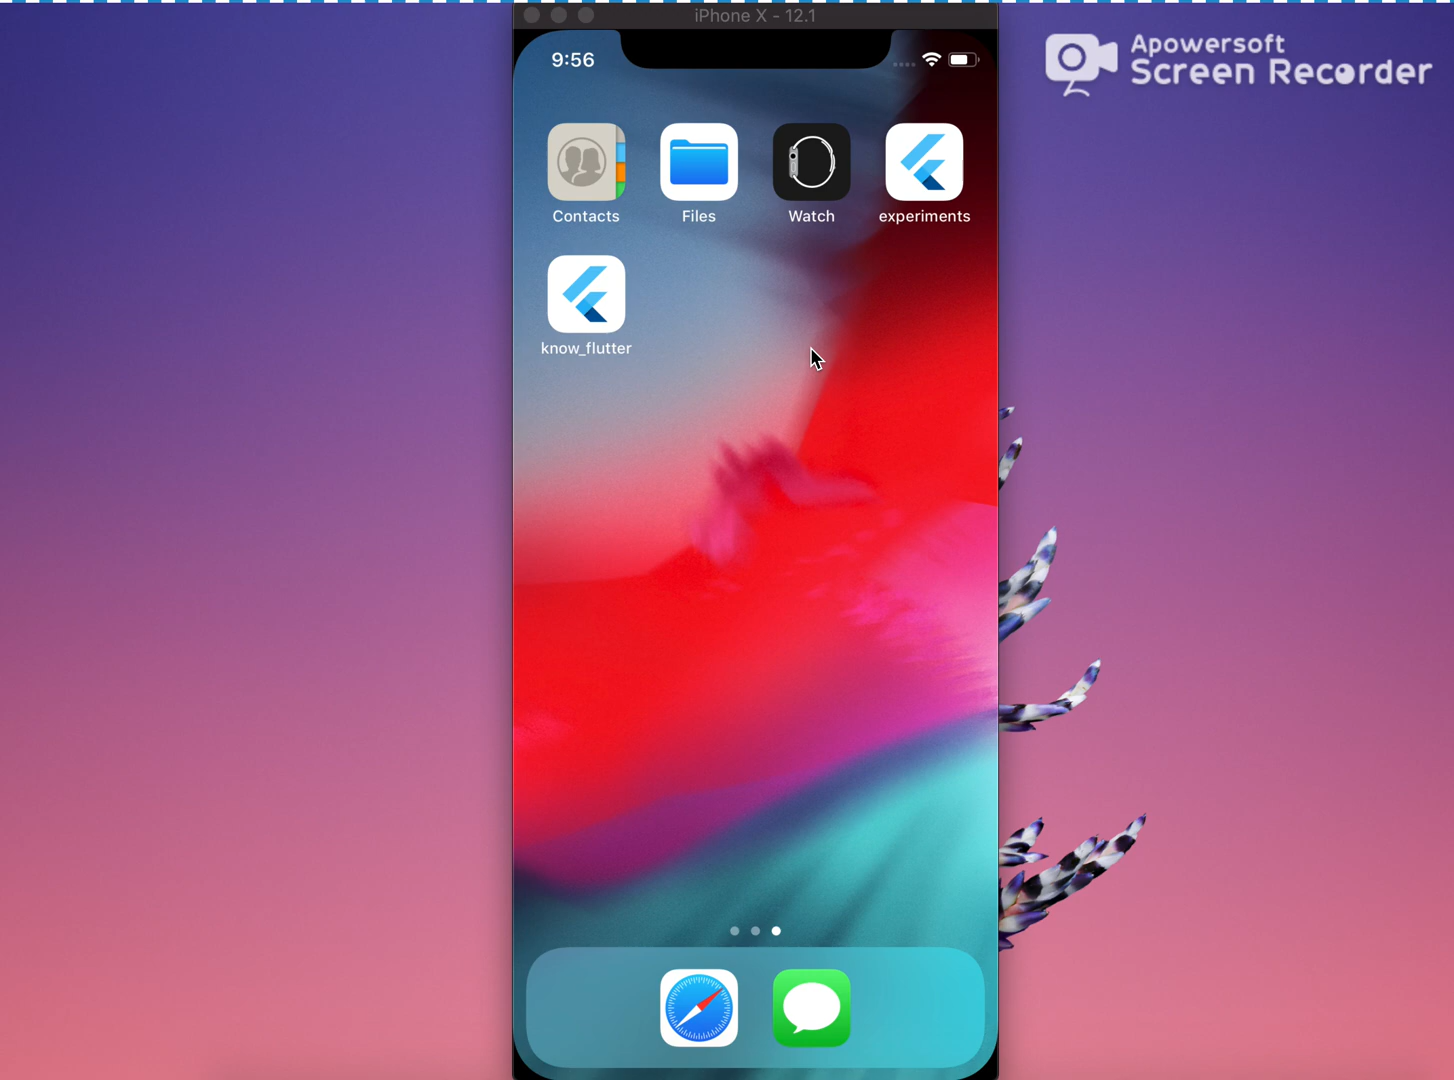 iPhone X - 12.1
Apowersoft
Screen Recorder
9:56
Contacts
Files
Watch
experiments
know_flutter